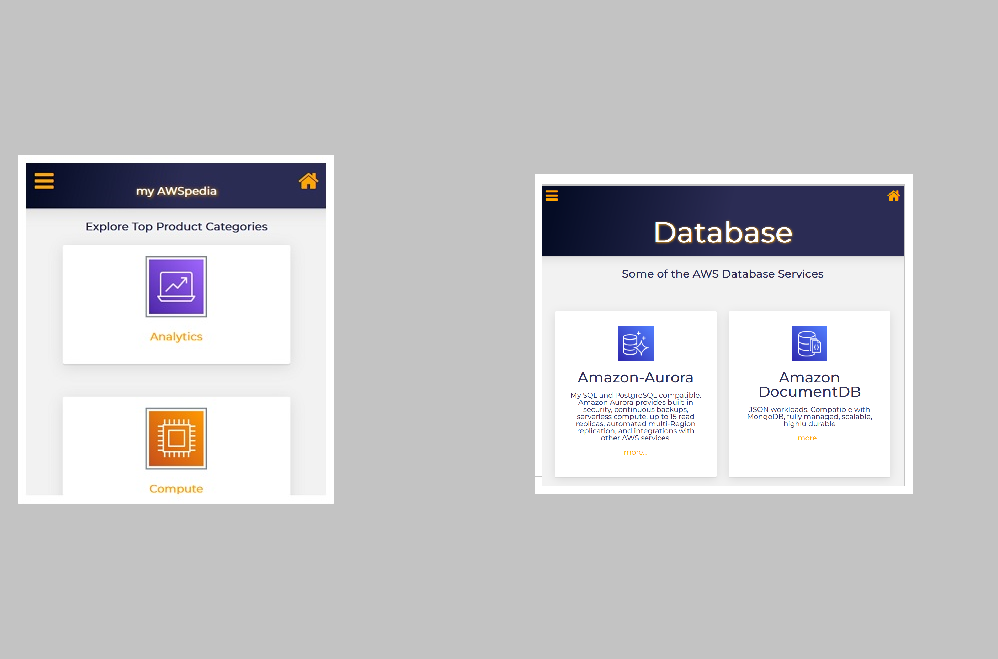 my AWSpedia
Explore Top Product Categories
Analytics
Compute
Database
Some of the AWS Database Services
Amazon-Aurora
My SQL and PostgreSQL compatible.
Amazon Aurora provides built-in
security, continuous backups,
serverless compute, up to 15 read
replicas, automated multi-Region
replication, and integrations with
other AWS services.
more...
Amazon
DocumentDB
JSON workloads. Compatible with
MongoDB, fully managed, scalable,
durable.
more...